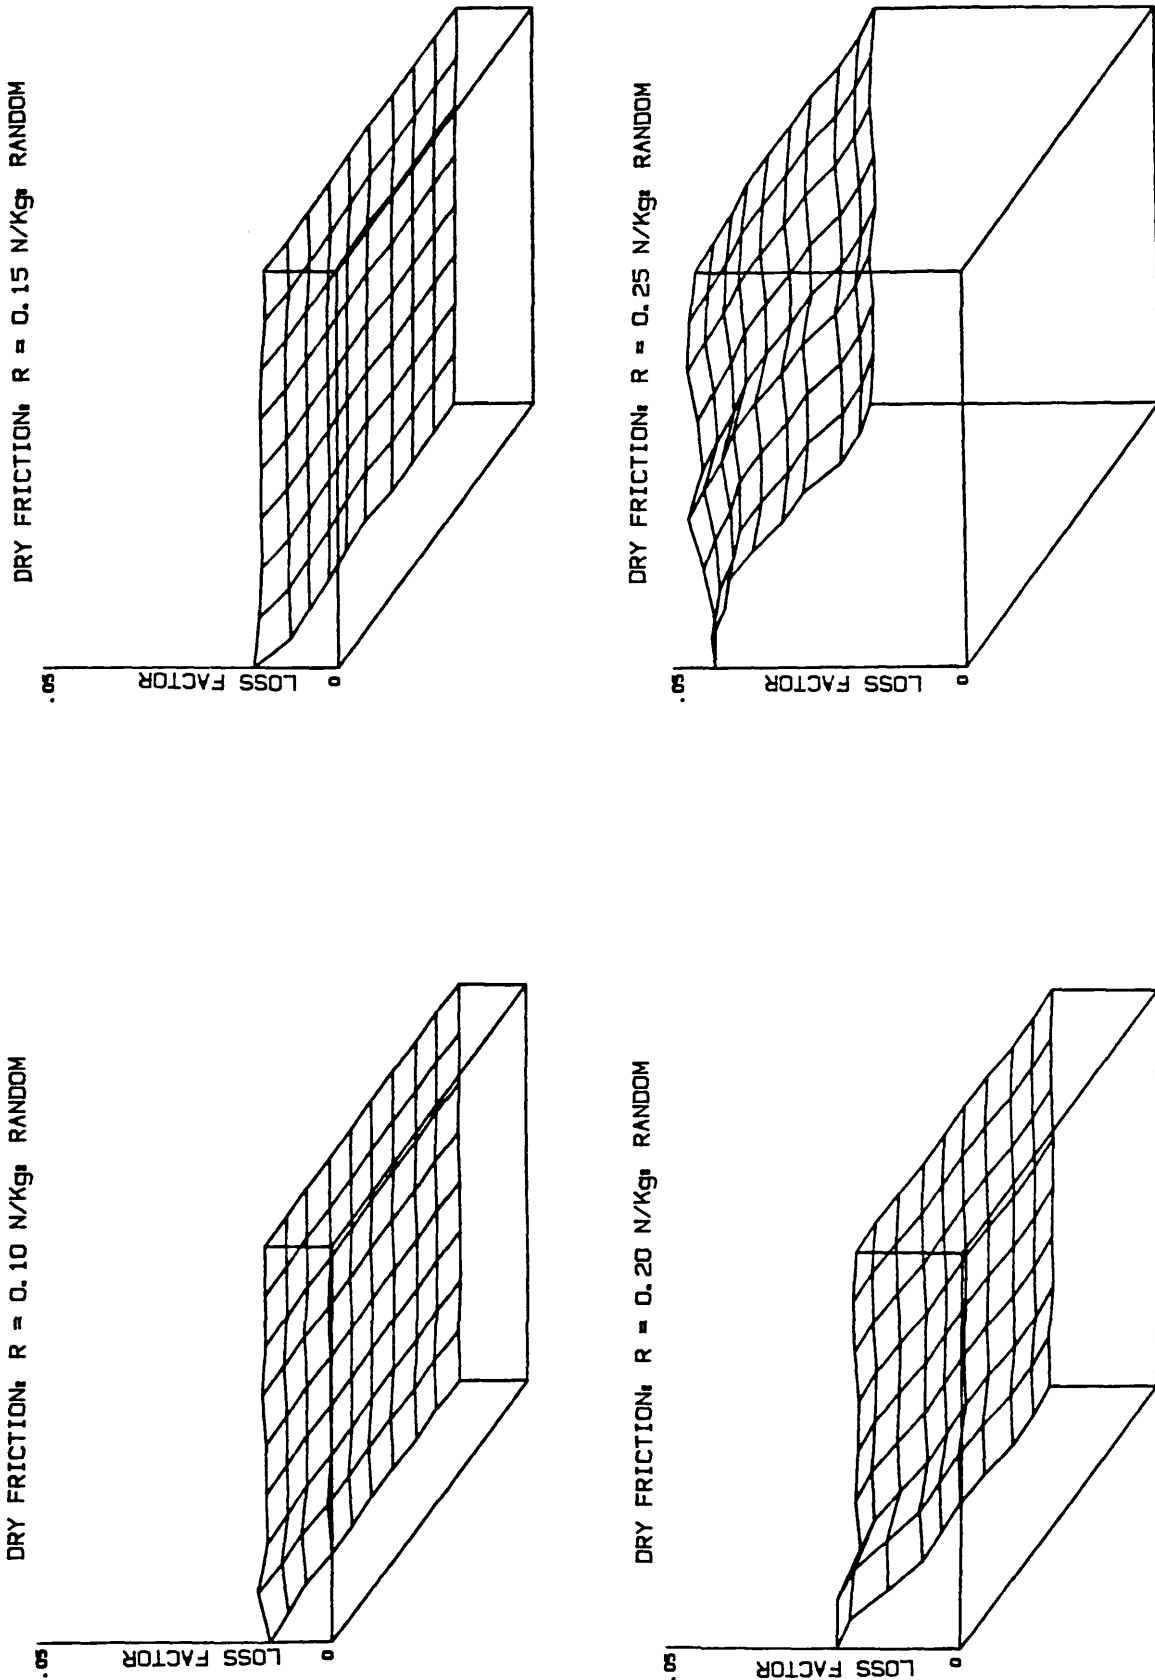 DRY FRICTION: R = 0.15 N/Kg: RANDOM
.05
LOSS FACTOR
0
DRY FRICTION: R = 0.25 N/Kg: RANDOM
.05
LOSS FACTOR
0
DRY FRICTION: R = 0.10 N/Kg: RANDOM
.05
LOSS FACTOR
0
DRY FRICTION: R = 0.20 N/Kg: RANDOM
.05
LOSS FACTOR
0